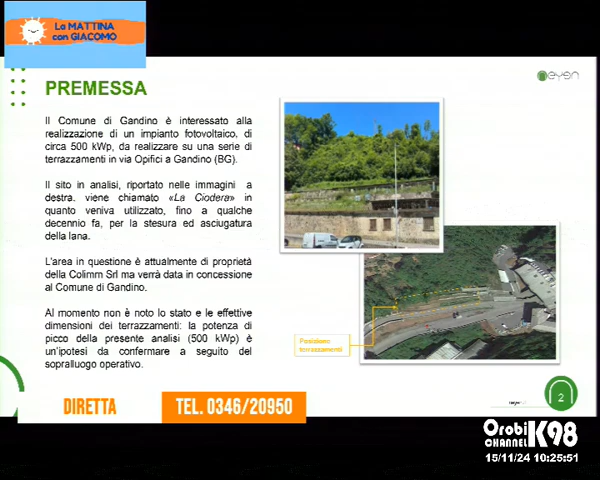 La MATTINA
con GIACOMO
eyen
PREMESSA
Il Comune di Gandino è interessato alla
realizzazione di un impianto fotovoltaico, di
circa 500 kWp, da realizzare su una serie di
terrazzamenti in via Opifici a Gandino (BG).
Il sito in analisi, riportato nelle immagini a
destra. viene chiamato «La Ciodera» in
quanto veniva utilizzato, fino a qualche
decennio fa, per la stesura ed asciugatura
della lana.
L'area in questione è attualmente di proprietà
della Colimm Srl ma verrà data in concessione
al Comune di Gandino.
Al momento non è noto lo stato e le effettive
dimensioni dei terrazzamenti: la potenza di
picco della presente analisi (500 kWp) è
un'ipotesi da confermare a seguito del
sopralluogo operativo.
Posizione
terrazzamenti
2
DIRETTA
TEL. 0346/20950
Orobi
CHANNEL K98
15/11/24 10:25:51